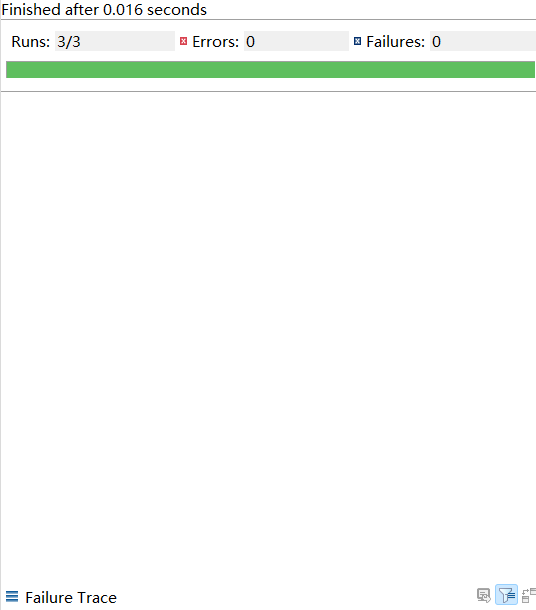 Finished after 0.016 seconds
Runs: 3/3 Errors: 0 Failures: 0
Failure Trace